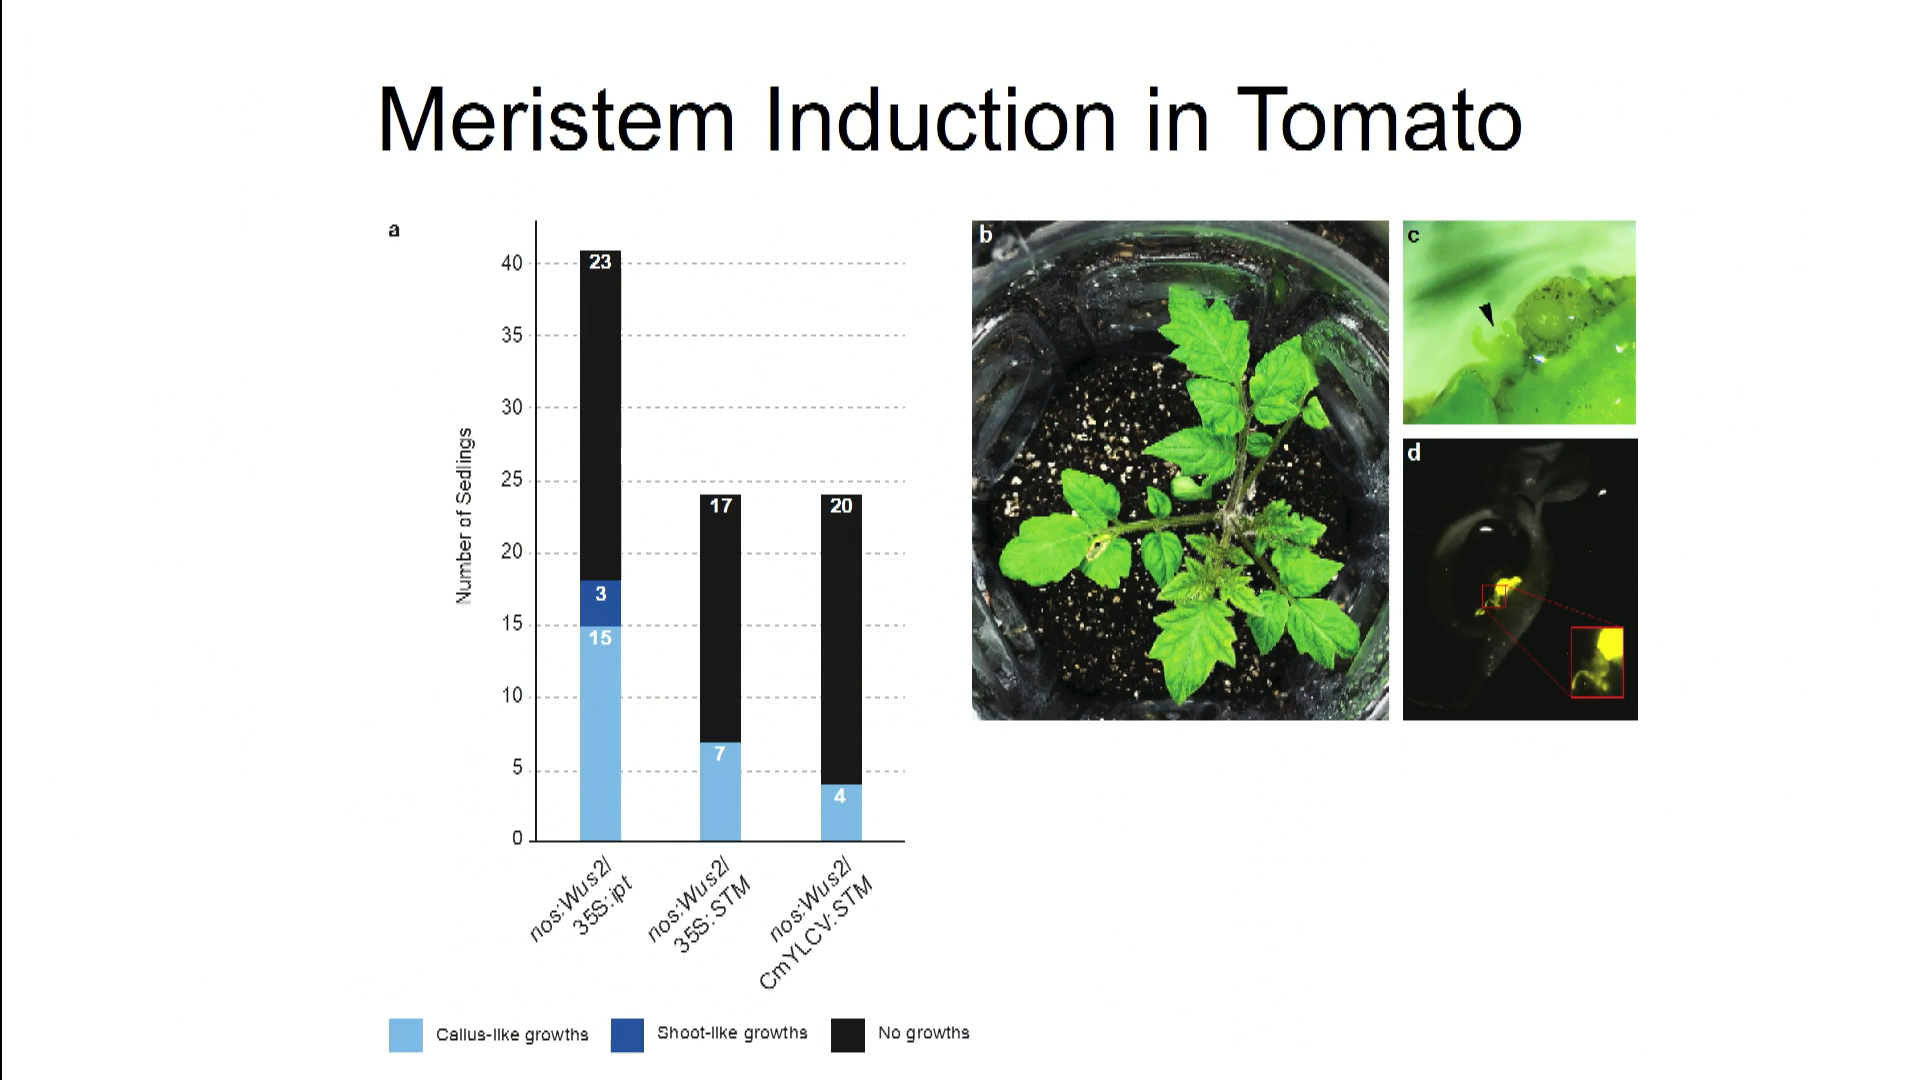 Meristem Induction in Tomato
a
40
35
30
25
20
15
10
5
0
Number of Sedlings
23
3
15
17
7
20
4
nos:Wus2/
35S:ipt
nos:Wus2/
35S:STM
nos:Wus2/
CmYLCV:STM
Callus-like growths
Shoot-like growths
No growths
b
c
d